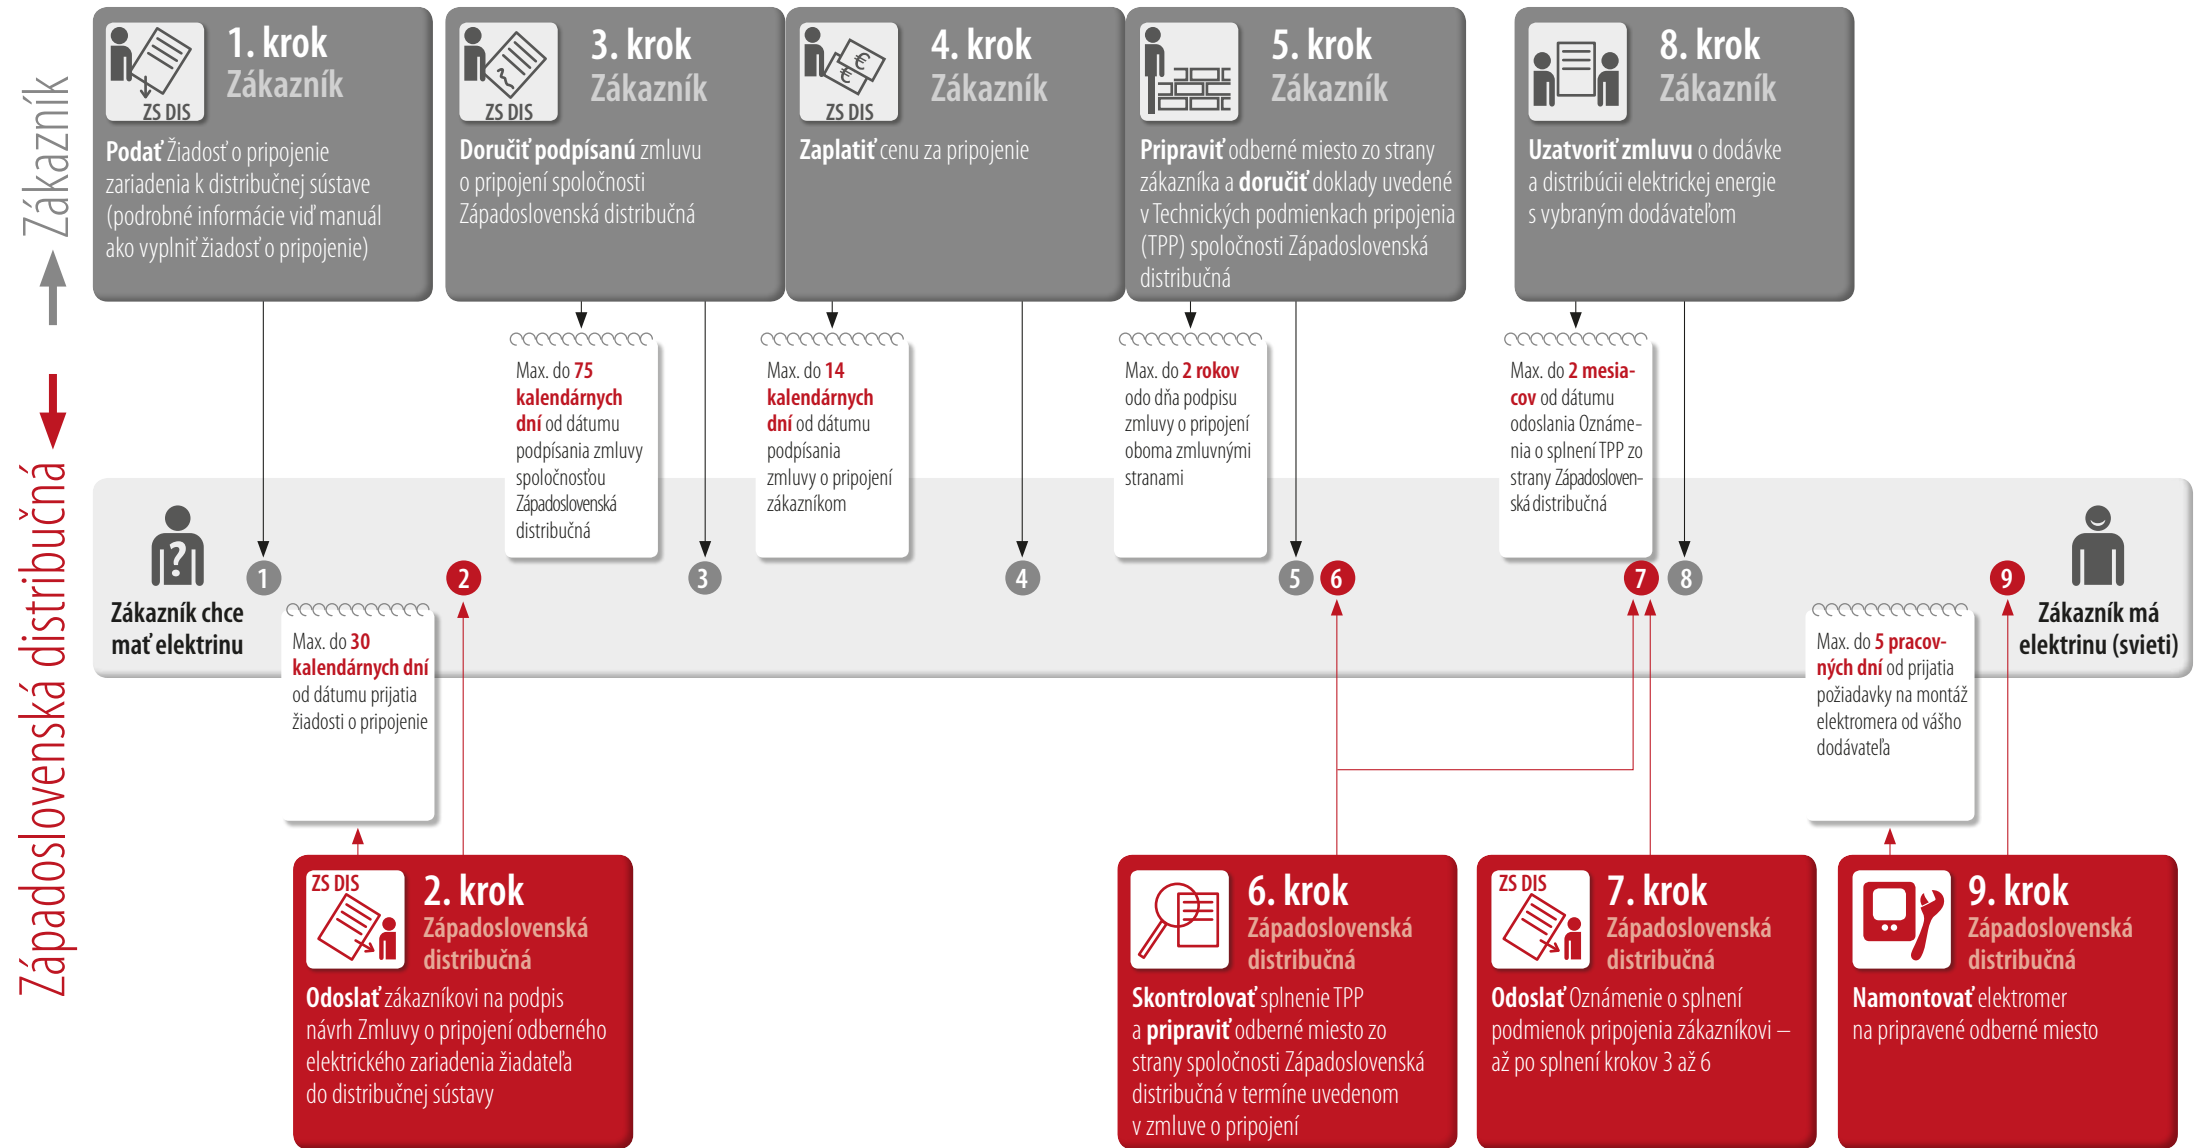 Zákazník
Západoslovenská distribučná
ZS DIS
1. krok
Zákazník
Podať Žiadosť o pripojenie
zariadenia k distribučnej sústave
(podrobné informácie viď manuál
ako vyplniť žiadosť o pripojenie)
ZS DIS
3. krok
Zákazník
Doručiť podpísanú zmluvu
o pripojení spoločnosti
Západoslovenská distribučná
ZS DIS
4. krok
Zákazník
Zaplatiť cenu za pripojenie
5. krok
Zákazník
Pripraviť odberné miesto zo strany
zákazníka a doručiť doklady uvedené
v Technických podmienkach pripojenia
(TPP) spoločnosti Západoslovenská
distribučná
8. krok
Zákazník
Uzatvoriť zmluvu o dodávke
a distribúcii elektrickej energie
s vybraným dodávateľom
Max. do 75
kalendárnych
dní od dátumu
podpísania zmluvy
spoločnosťou
Západoslovenská
distribučná
Max. do 14
kalendárnych
dní od dátumu
podpísania
zmluvy o pripojení
zákazníkom
Max. do 2 rokov
odo dňa podpisu
zmluvy o pripojení
oboma zmluvnými
stranami
Max. do 2 mesia-
cov od dátumu
odoslania Oznáme-
nia o splnení TPP zo
strany Západosloven-
ská distribučná
?
Zákazník chce
mať elektrinu
1
2
3
4
5
6
7
8
9
Zákazník má
elektrinu (svieti)
Max. do 30
kalendárnych dní
od dátumu prijatia
žiadosti o pripojenie
Max. do 5 pracov-
ných dní od prijatia
požiadavky na montáž
elektromera od vášho
dodávateľa
ZS DIS
2. krok
Západoslovenská
distribučná
Odoslať zákazníkovi na podpis
návrh Zmluvy o pripojení odberného
elektrického zariadenia žiadateľa
do distribučnej sústavy
6. krok
Západoslovenská
distribučná
Skontrolovať splnenie TPP
a pripraviť odberné miesto zo
strany spoločnosti Západoslovenská
distribučná v termíne uvedenom
v zmluve o pripojení
ZS DIS
7. krok
Západoslovenská
distribučná
Odoslať Oznámenie o splnení
podmienok pripojenia zákazníkovi –
až po splnení krokov 3 až 6
9. krok
Západoslovenská
distribučná
Namontovať elektromer
na pripravené odberné miesto